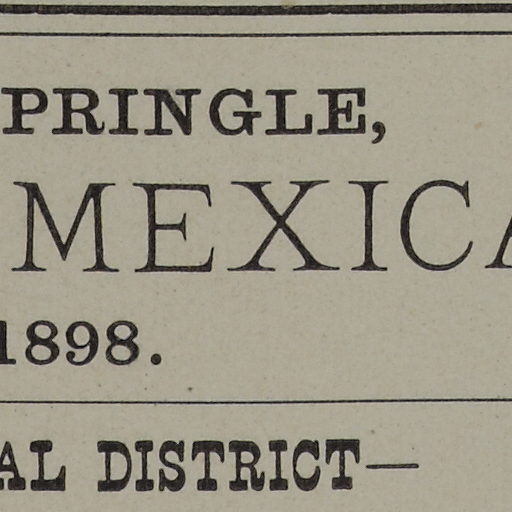 PRINGLE,
MEXICA
1898.
AL DISTRICT—